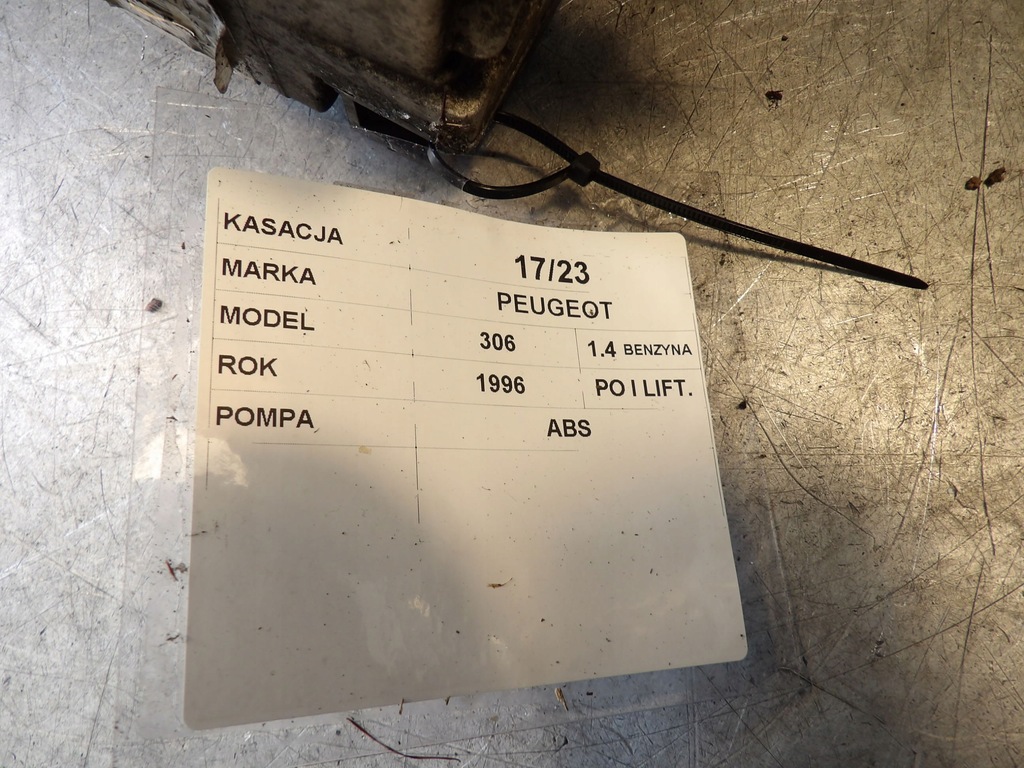 KASACJA 17/23
MARKA PEUGEOT
MODEL 306 1.4 BENZYNA
ROK 1996 PO I LIFT.
POMPA ABS